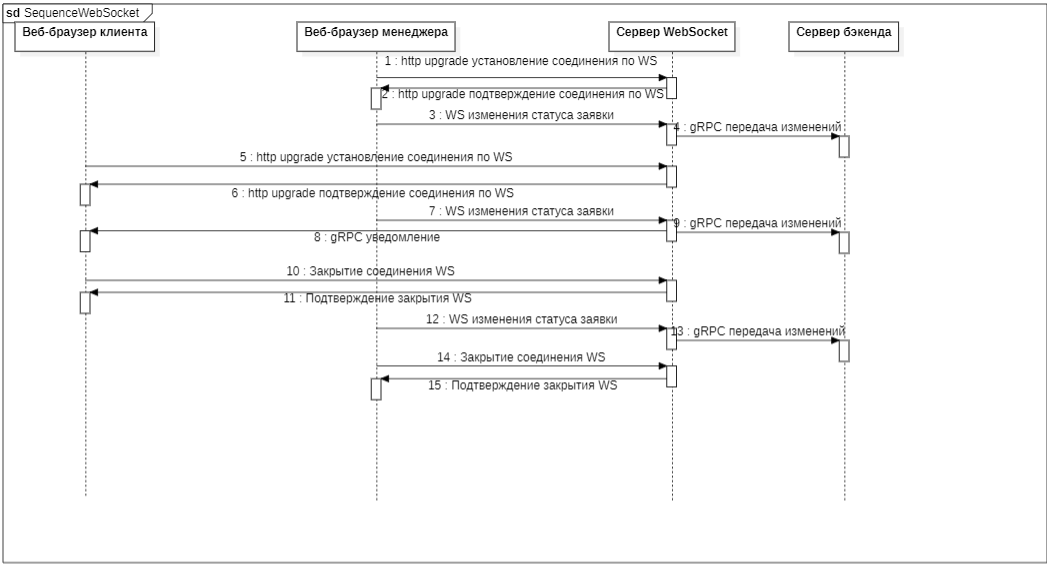 sd SequenceWebSocket
Веб-браузер клиента
Веб-браузер менеджера
Сервер WebSocket
Сервер бэкенда
1 : http upgrade установление соединения по WS
2 : http upgrade подтверждение соединения по WS
3 : WS изменения статуса заявки
4 : gRPC передача изменений
5 : http upgrade установление соединения по WS
6 : http upgrade подтверждение соединения по WS
7 : WS изменения статуса заявки
9 : gRPC передача изменений
8 : gRPC уведомление
10 : Закрытие соединения WS
11 : Подтверждение закрытия WS
12 : WS изменения статуса заявки
13 : gRPC передача изменений
14 : Закрытие соединения WS
15 : Подтверждение закрытия WS